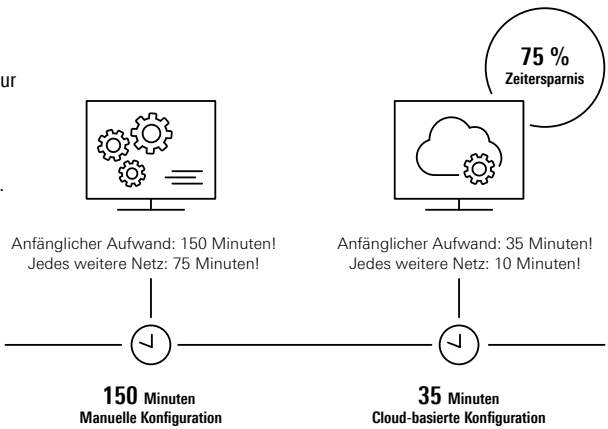 ur
.
75 %
Zeitersparnis
Anfänglicher Aufwand: 150 Minuten!
Jedes weitere Netz: 75 Minuten!
Anfänglicher Aufwand: 35 Minuten!
Jedes weitere Netz: 10 Minuten!
150 Minuten
Manuelle Konfiguration
35 Minuten
Cloud-basierte Konfiguration